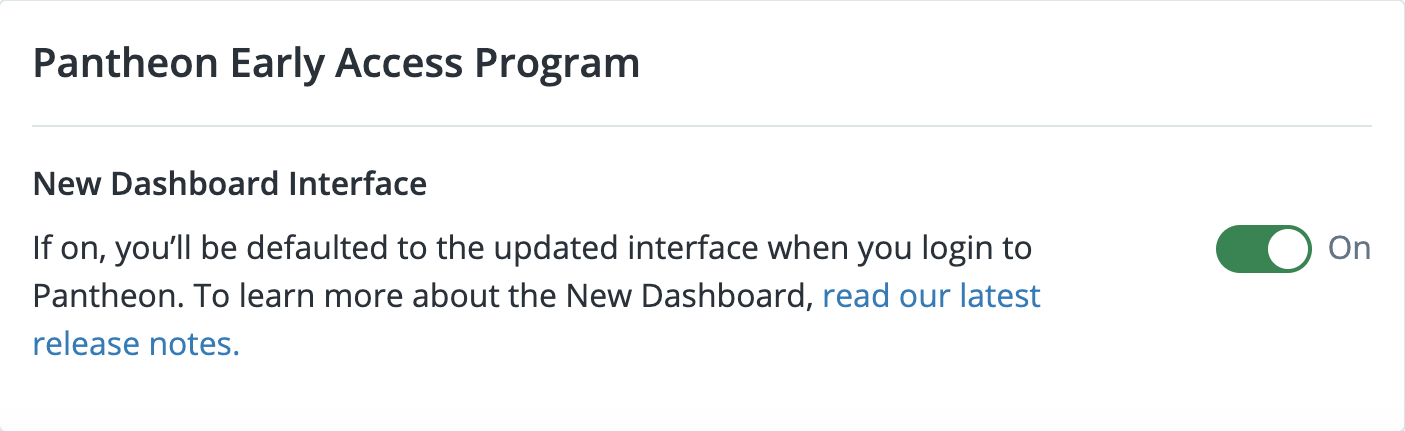 Pantheon Early Access Program
New Dashboard Interface
If on, you’ll be defaulted to the updated interface when you login to
On
Pantheon. To learn more about the New Dashboard, read our latest
release notes.